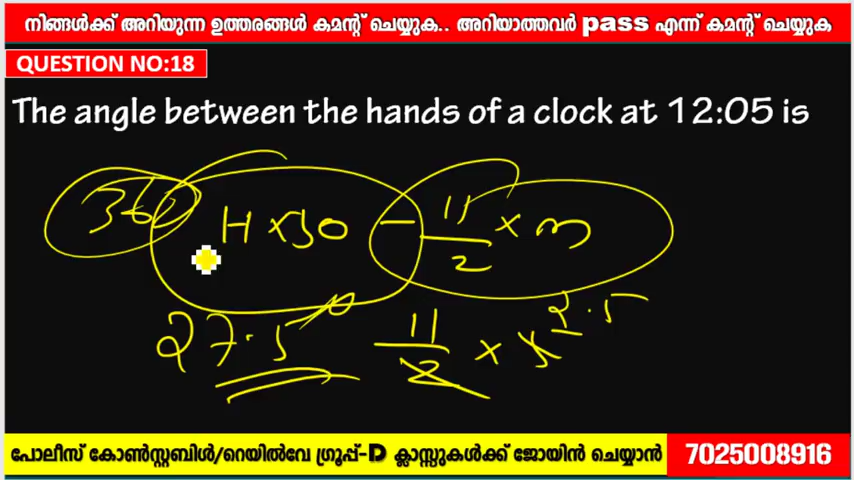 നിങ്ങൾക്ക് അറിയുന്ന ഉത്തരങ്ങൾ കമന്റ് ചെയ്യുക.. അറിയാത്തവർ pass എന്ന് കമന്റ് ചെയ്യുക
QUESTION NO:18
The angle between the hands of a clock at 12:05 is
360 H × 30 - 11/2 × m
27.5 11/2 × 5 2.5
പോലീസ് കോൺസ്റ്റബിൾ/റെയിൽവേ ഗ്രൂപ്പ്-D ക്ലാസ്സുകൾക്ക് ജോയിൻ ചെയ്യാൻ 7025008916